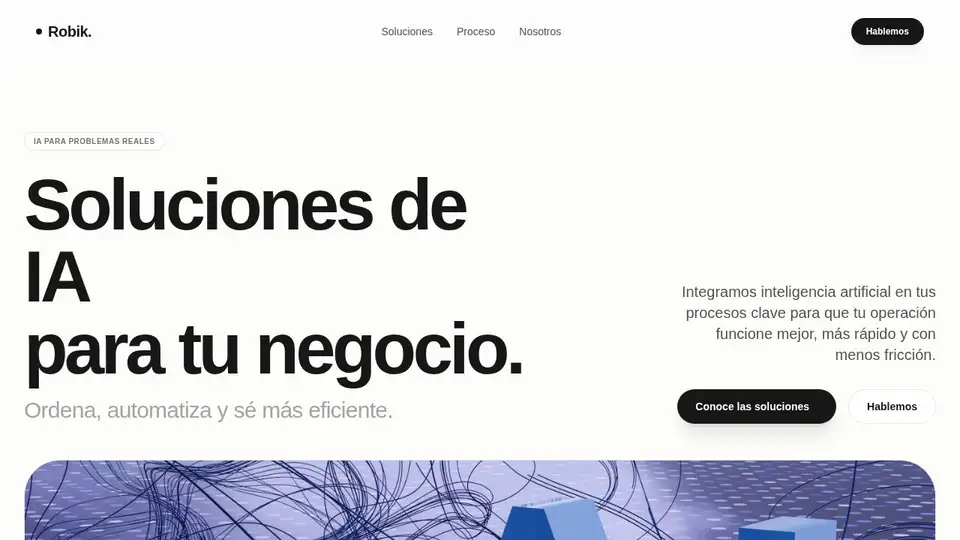 Robik.
Soluciones
Proceso
Nosotros
Hablemos
IA PARA PROBLEMAS REALES
Soluciones de
IA
para tu negocio.
Ordena, automatiza y sé más eficiente.
Integramos inteligencia artificial en tus
procesos clave para que tu operación
funcione mejor, más rápido y con
menos fricción.
Conoce las soluciones
Hablemos